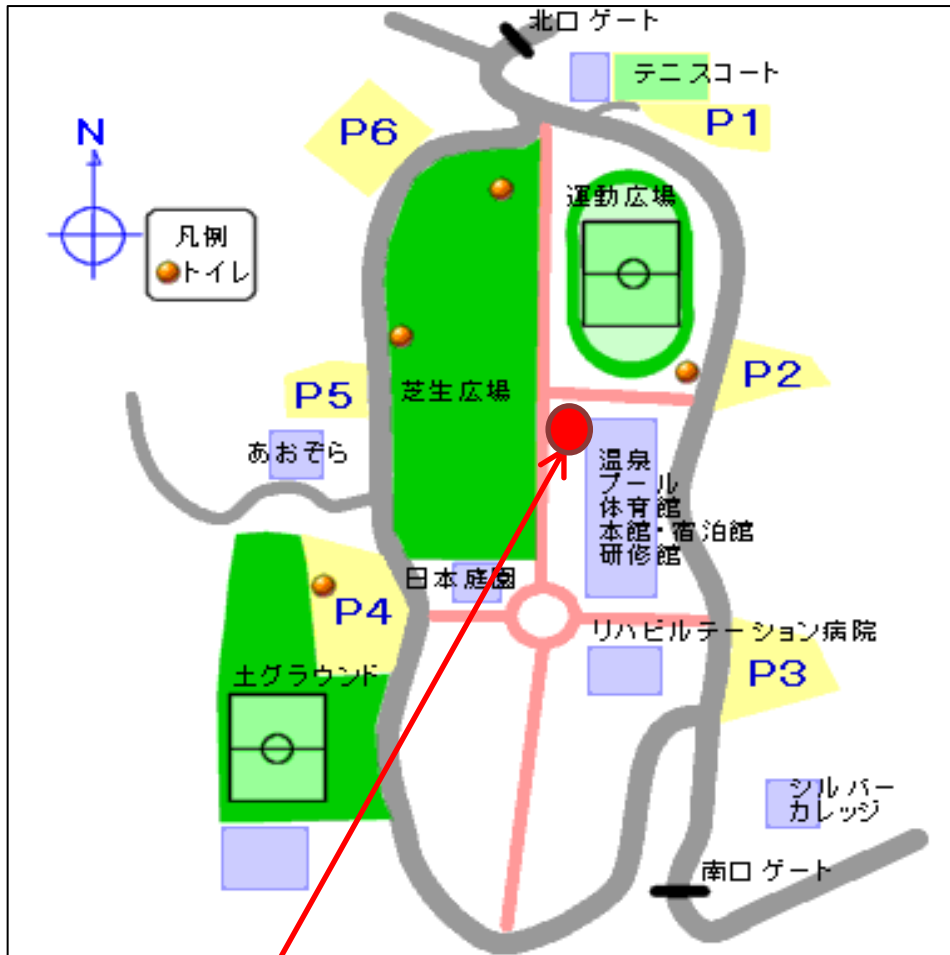 北口ゲート
テニスコート
P1
P6
N
運動広場
凡例
トイレ
P2
P5
芝生広場
あおぞら
温泉
プール
体育館
本館・宿泊館
研修館
日本庭園
P4
リハビルテーション病院
土グラウンド
P3
シルバー
カレッジ
南口ゲート